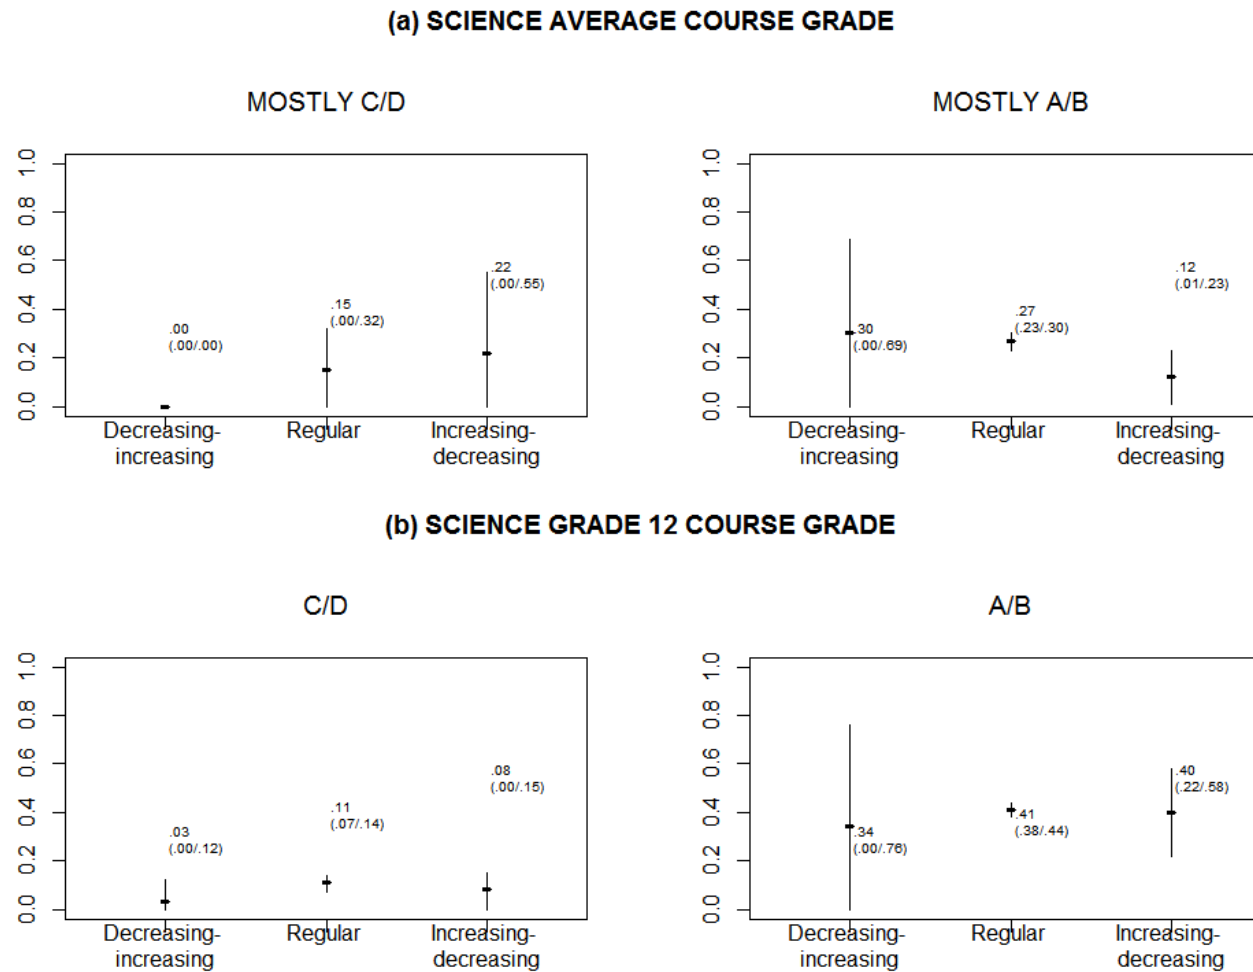 (a) SCIENCE AVERAGE COURSE GRADE
MOSTLY C/D
1.0
0.8
0.6
0.4
0.2
0.0
.00
(.00/.00)
.15
(.00/.32)
.22
(.00/.55)
Decreasing-
increasing
Regular
Increasing-
decreasing
MOSTLY A/B
1.0
0.8
0.6
0.4
0.2
0.0
.30
(.00/.69)
.27
(.23/.30)
.12
(.01/.23)
Decreasing-
increasing
Regular
Increasing-
decreasing
(b) SCIENCE GRADE 12 COURSE GRADE
C/D
1.0
0.8
0.6
0.4
0.2
0.0
.03
(.00/.12)
.11
(.07/.14)
.08
(.00/.15)
Decreasing-
increasing
Regular
Increasing-
decreasing
A/B
1.0
0.8
0.6
0.4
0.2
0.0
.34
(.00/.76)
.41
(.38/.44)
.40
(.22/.58)
Decreasing-
increasing
Regular
Increasing-
decreasing